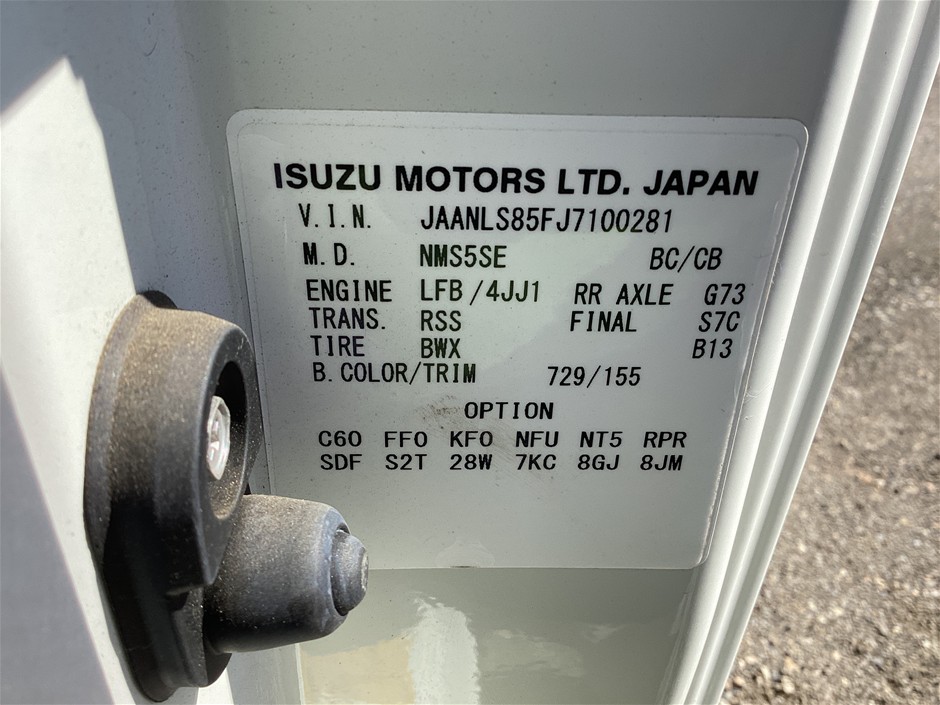 ISUZU MOTORS LTD. JAPAN
V.I.N. JAANLS85FJ7100281
M.D. NMS5SE BC/CB
ENGINE LFB/4JJ1 RR AXLE G73
TRANS. RSS FINAL S7C
TIRE BWX B13
B.COLOR/TRIM 729/155
OPTION
C60 FF0 KF0 NFU NT5 RPR
SDF S2T 28W 7KC 8GJ 8JM